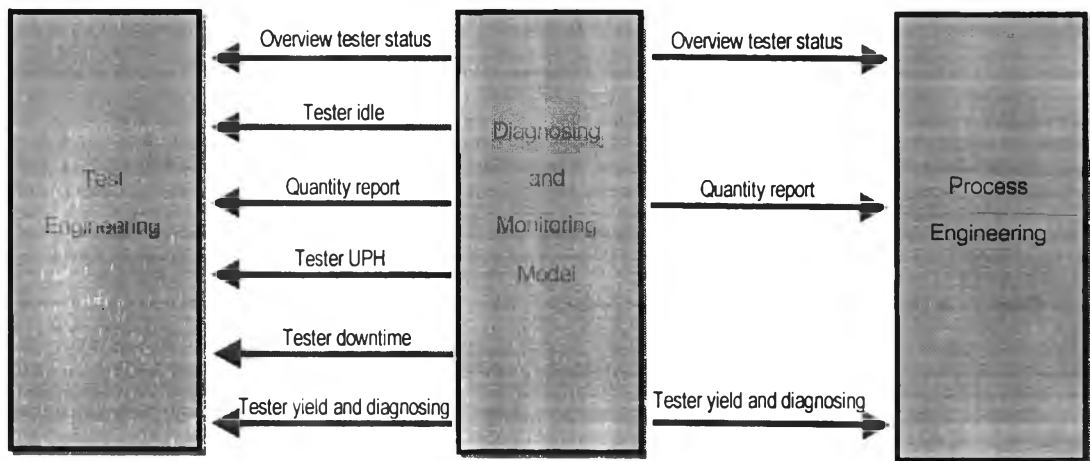 Overview tester status
Overview tester status
Tester idle
Diagnosing
Test
and
Quantity report
Quantity report
Process
Engineering
Monitoring
Engineering
Tester UPH
Model
Tester downtime
Tester yield and diagnosing
Tester yield and diagnosing